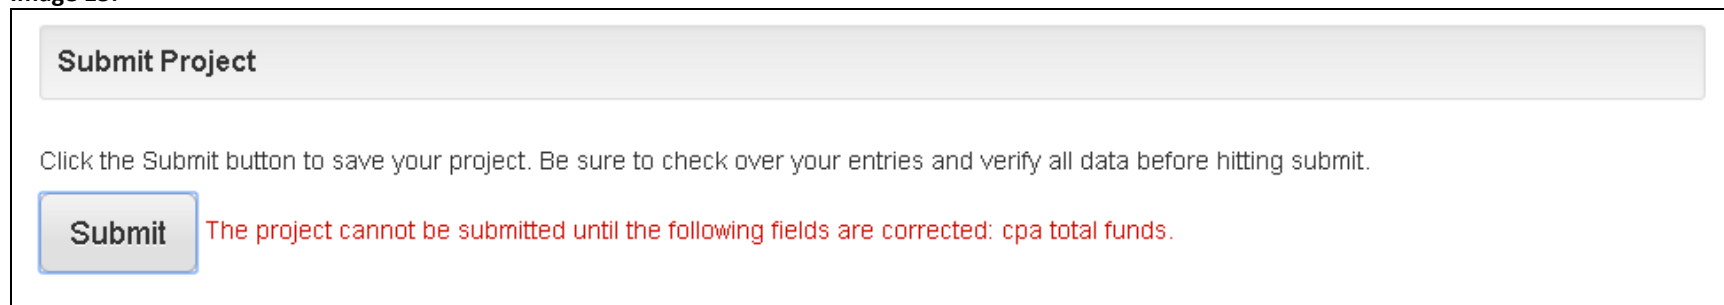 Submit Project
Click the Submit button to save your project. Be sure to check over your entries and verify all data before hitting submit.
Submit
The project cannot be submitted until the following fields are corrected: cpa total funds.